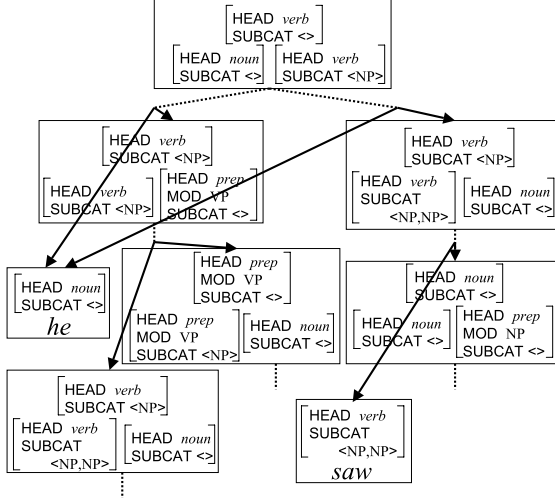 HEAD verb
SUBCAT <>
HEAD noun
SUBCAT <>
HEAD verb
SUBCAT <NP>
HEAD verb
SUBCAT <NP>
HEAD verb
SUBCAT <NP>
HEAD prep
MOD VP
SUBCAT <>
HEAD verb
SUBCAT <NP>
HEAD verb
SUBCAT
<NP,NP>
HEAD noun
SUBCAT <>
HEAD noun
SUBCAT <>
he
HEAD prep
MOD VP
SUBCAT <>
HEAD prep
MOD VP
SUBCAT <NP>
HEAD noun
SUBCAT <>
HEAD noun
SUBCAT <>
HEAD noun
SUBCAT <>
HEAD prep
MOD NP
SUBCAT <>
HEAD verb
SUBCAT <NP>
HEAD verb
SUBCAT
<NP,NP>
HEAD noun
SUBCAT <>
HEAD verb
SUBCAT
<NP,NP>
saw